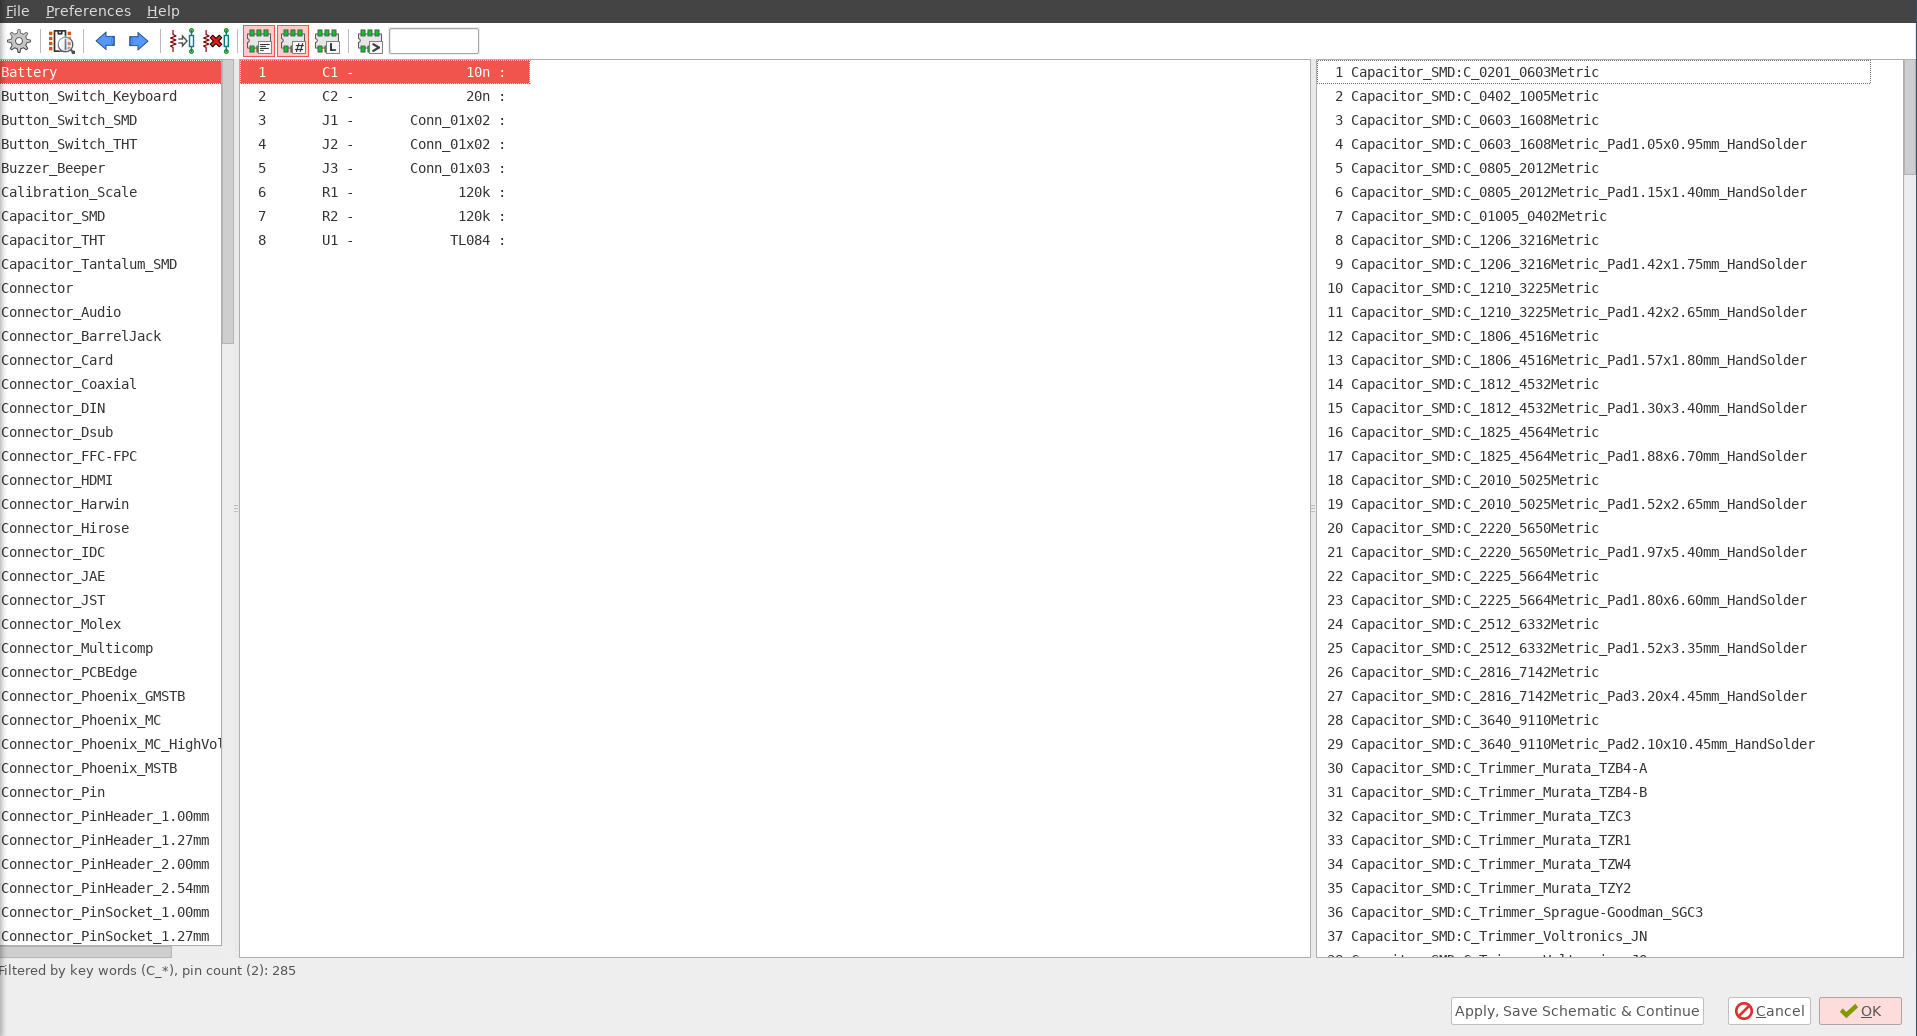 File Preferences Help
Battery
Button_Switch_Keyboard
Button_Switch_SMD
Button_Switch_THT
Buzzer_Beeper
Calibration_Scale
Capacitor_SMD
Capacitor_THT
Capacitor_Tantalum_SMD
Connector
Connector_Audio
Connector_BarrelJack
Connector_Card
Connector_Coaxial
Connector_DIN
Connector_Dsub
Connector_FFC-FPC
Connector_HDMI
Connector_Harwin
Connector_Hirose
Connector_IDC
Connector_JAE
Connector_JST
Connector_Molex
Connector_Multicomp
Connector_PCBEdge
Connector_Phoenix_GMSTB
Connector_Phoenix_MC
Connector_Phoenix_MC_HighVol
Connector_Phoenix_MSTB
Connector_Pin
Connector_PinHeader_1.00mm
Connector_PinHeader_1.27mm
Connector_PinHeader_2.00mm
Connector_PinHeader_2.54mm
Connector_PinSocket_1.00mm
Connector_PinSocket_1.27mm
1 C1 - 10n :
2 C2 - 20n :
3 J1 - Conn_01x02 :
4 J2 - Conn_01x02 :
5 J3 - Conn_01x03 :
6 R1 - 120k :
7 R2 - 120k :
8 U1 - TL084 :
1 Capacitor_SMD:C_0201_0603Metric
2 Capacitor_SMD:C_0402_1005Metric
3 Capacitor_SMD:C_0603_1608Metric
4 Capacitor_SMD:C_0603_1608Metric_Pad1.05x0.95mm_HandSolder
5 Capacitor_SMD:C_0805_2012Metric
6 Capacitor_SMD:C_0805_2012Metric_Pad1.15x1.40mm_HandSolder
7 Capacitor_SMD:C_01005_0402Metric
8 Capacitor_SMD:C_1206_3216Metric
9 Capacitor_SMD:C_1206_3216Metric_Pad1.42x1.75mm_HandSolder
10 Capacitor_SMD:C_1210_3225Metric
11 Capacitor_SMD:C_1210_3225Metric_Pad1.42x2.65mm_HandSolder
12 Capacitor_SMD:C_1806_4516Metric
13 Capacitor_SMD:C_1806_4516Metric_Pad1.57x1.80mm_HandSolder
14 Capacitor_SMD:C_1812_4532Metric
15 Capacitor_SMD:C_1812_4532Metric_Pad1.30x3.40mm_HandSolder
16 Capacitor_SMD:C_1825_4564Metric
17 Capacitor_SMD:C_1825_4564Metric_Pad1.88x6.70mm_HandSolder
18 Capacitor_SMD:C_2010_5025Metric
19 Capacitor_SMD:C_2010_5025Metric_Pad1.52x2.65mm_HandSolder
20 Capacitor_SMD:C_2220_5650Metric
21 Capacitor_SMD:C_2220_5650Metric_Pad1.97x5.40mm_HandSolder
22 Capacitor_SMD:C_2225_5664Metric
23 Capacitor_SMD:C_2225_5664Metric_Pad1.80x6.60mm_HandSolder
24 Capacitor_SMD:C_2512_6332Metric
25 Capacitor_SMD:C_2512_6332Metric_Pad1.52x3.35mm_HandSolder
26 Capacitor_SMD:C_2816_7142Metric
27 Capacitor_SMD:C_2816_7142Metric_Pad3.20x4.45mm_HandSolder
28 Capacitor_SMD:C_3640_9110Metric
29 Capacitor_SMD:C_3640_9110Metric_Pad2.10x10.45mm_HandSolder
30 Capacitor_SMD:C_Trimmer_Murata_TZB4-A
31 Capacitor_SMD:C_Trimmer_Murata_TZB4-B
32 Capacitor_SMD:C_Trimmer_Murata_TZC3
33 Capacitor_SMD:C_Trimmer_Murata_TZR1
34 Capacitor_SMD:C_Trimmer_Murata_TZW4
35 Capacitor_SMD:C_Trimmer_Murata_TZY2
36 Capacitor_SMD:C_Trimmer_Sprague-Goodman_SGC3
37 Capacitor_SMD:C_Trimmer_Voltronics_JN
Filtered by key words (C_*), pin count (2): 285
Apply, Save Schematic & Continue Cancel OK